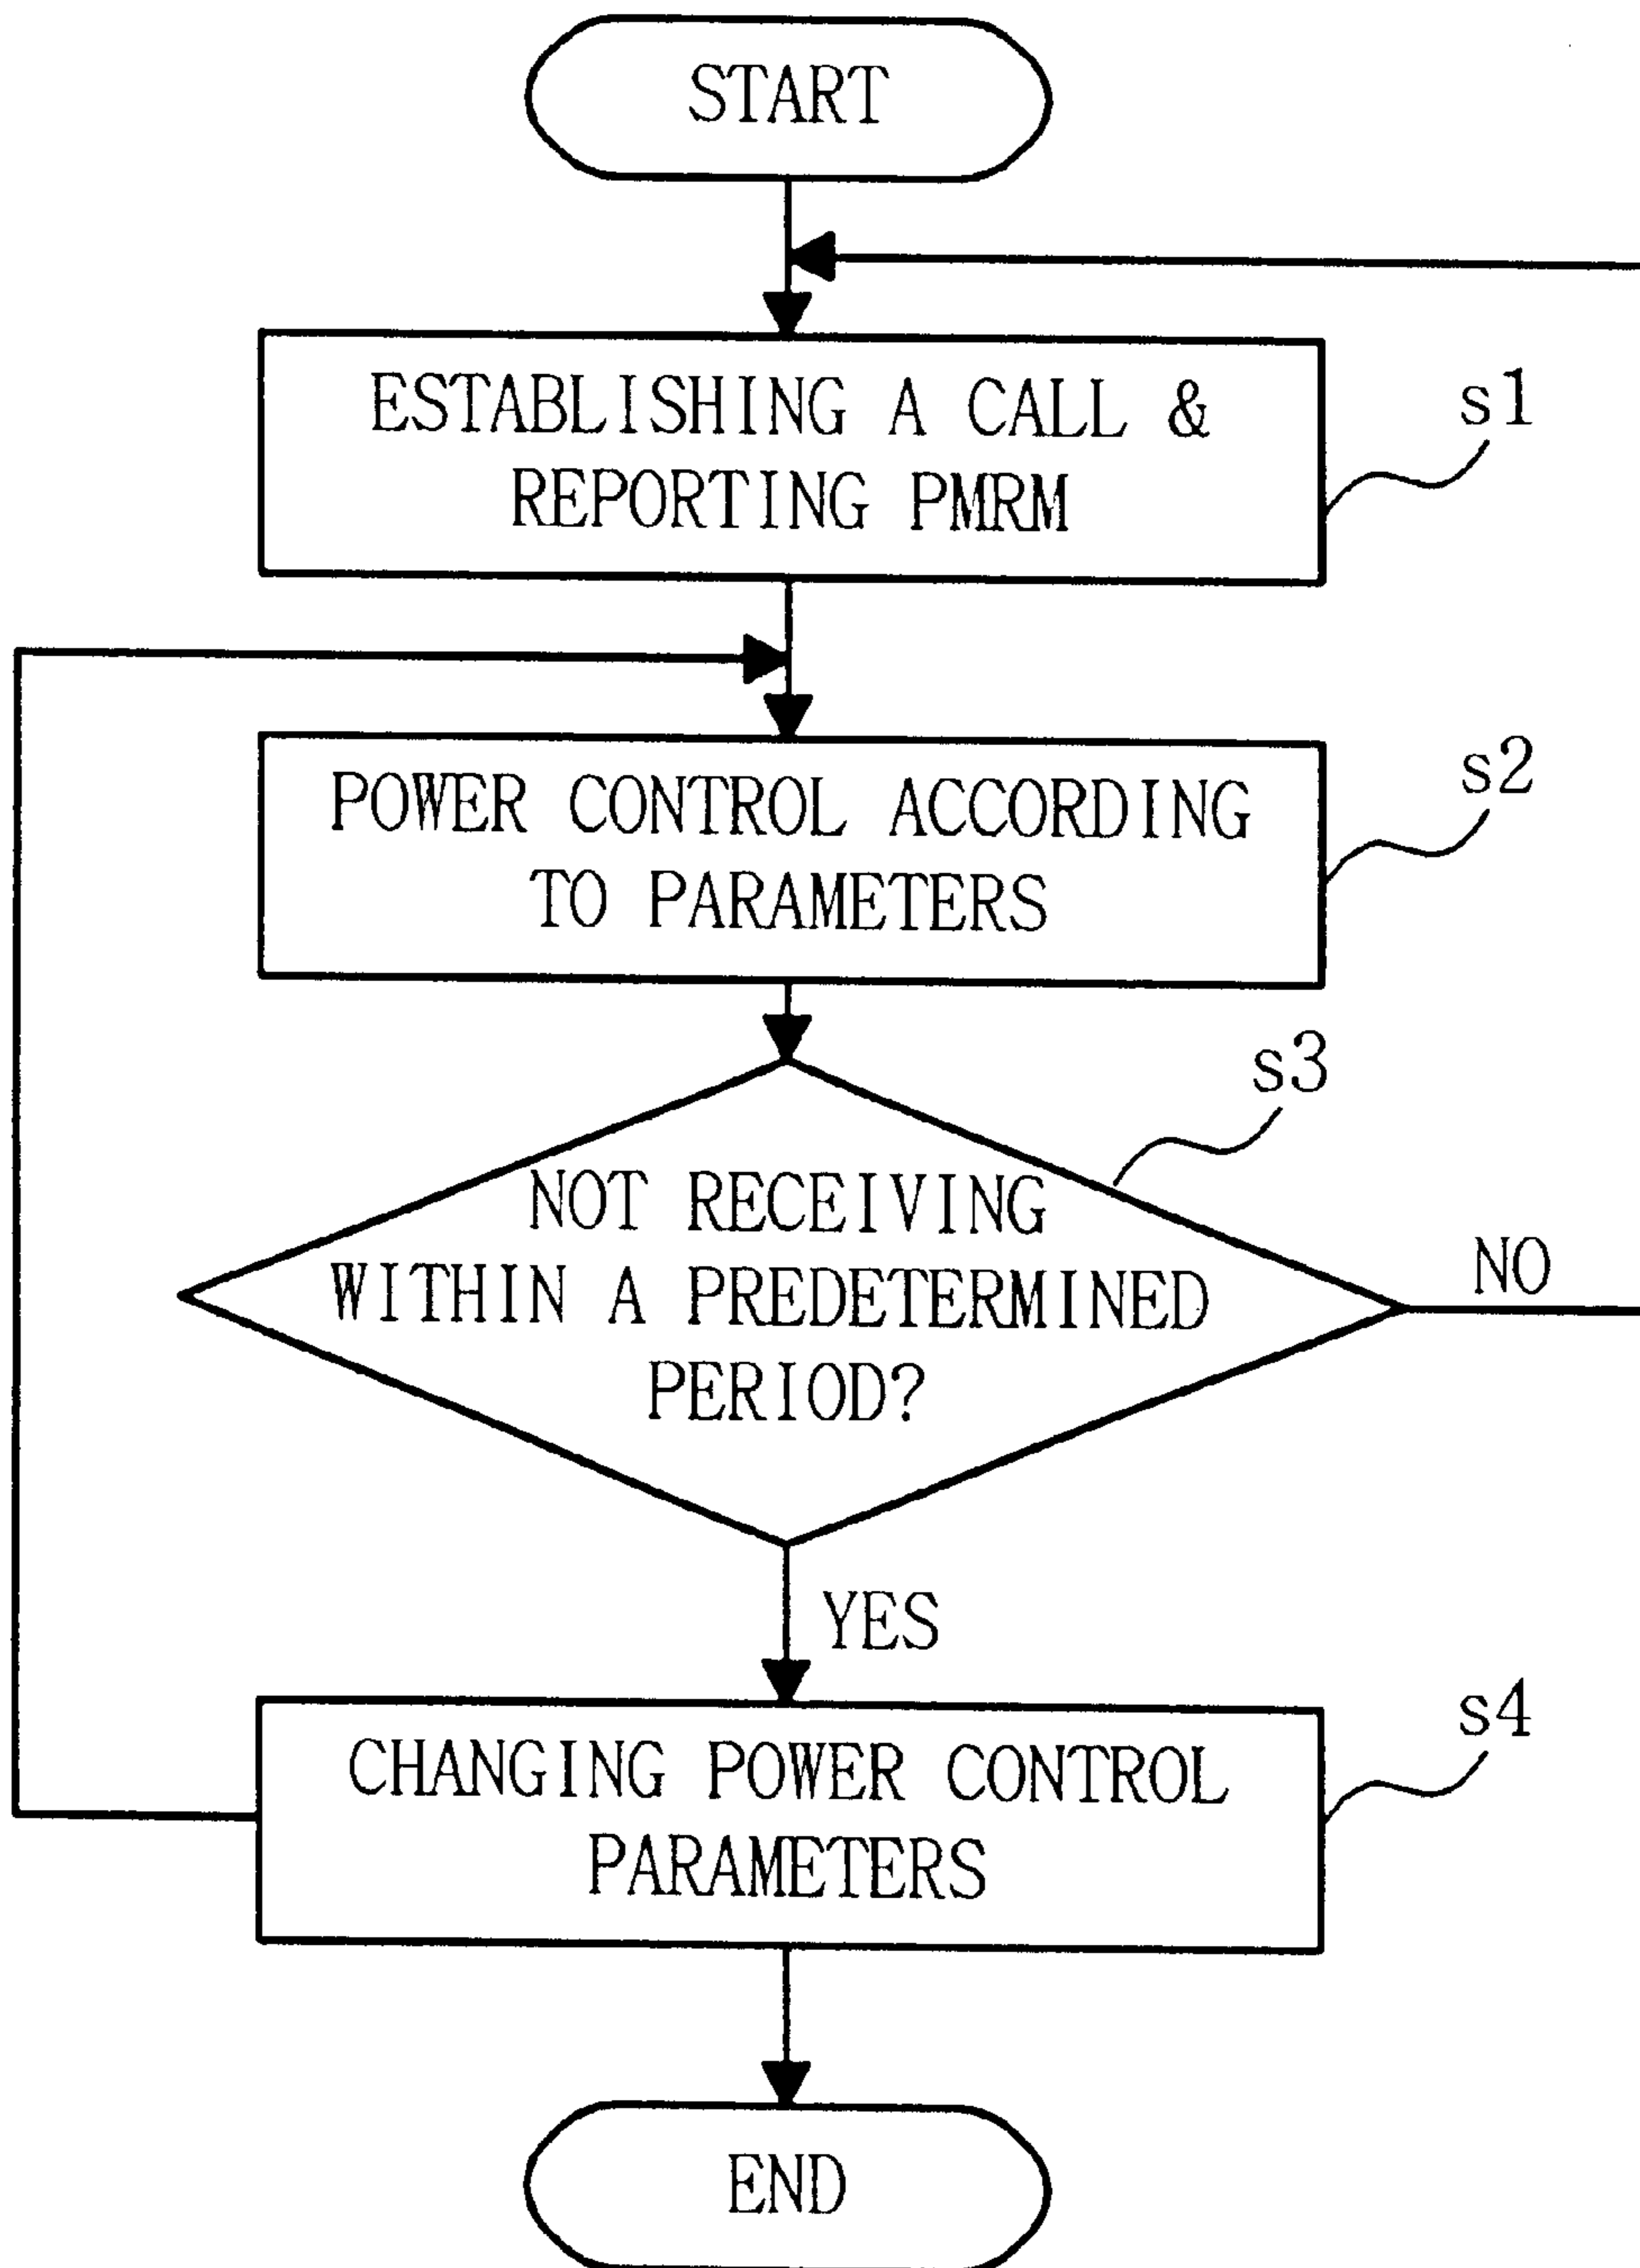 START
ESTABLISHING A CALL &
REPORTING PMRM
s1
POWER CONTROL ACCORDING
TO PARAMETERS
s2
s3
NOT RECEIVING
WITHIN A PREDETERMINED
PERIOD?
NO
YES
CHANGING POWER CONTROL
PARAMETERS
s4
END